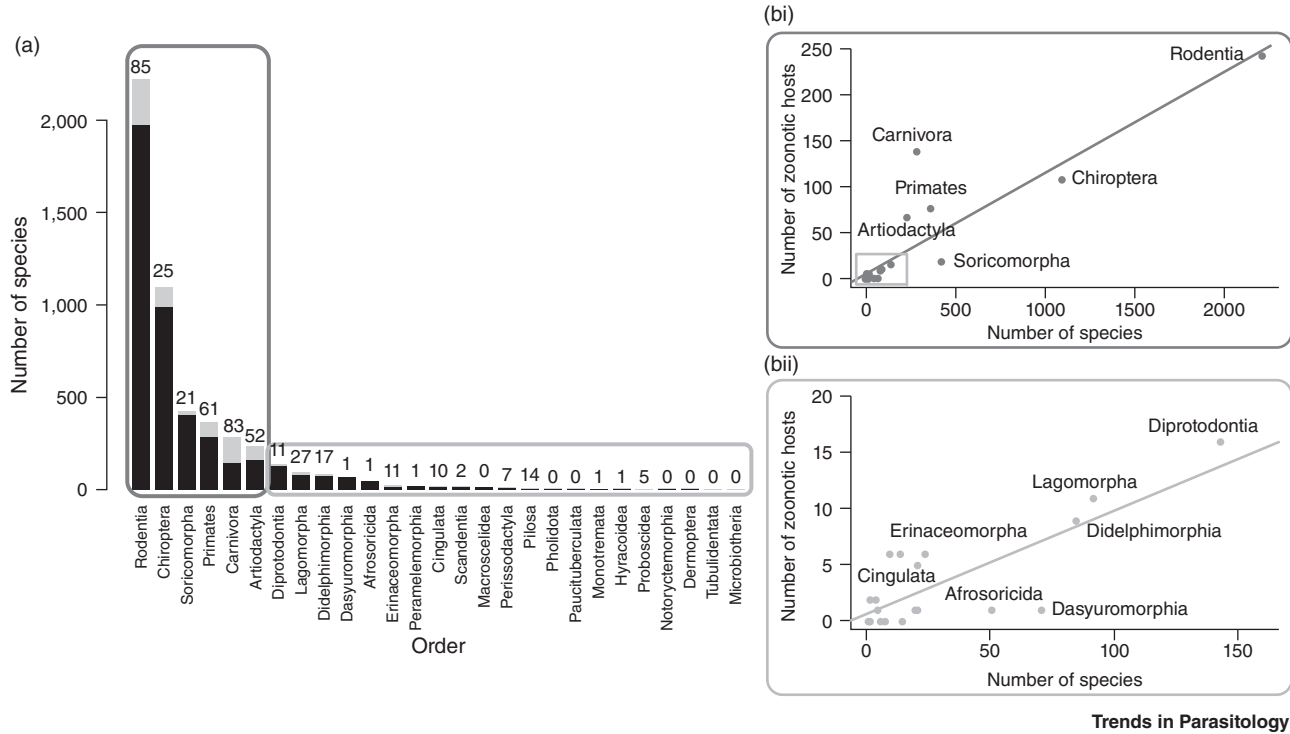 (a)
Number of species
2,000
1,500
1,000
500
0
85
25
21
61
83
52
11
27
17
1
1
11
1
10
2
0
7
14
0
0
1
1
5
0
0
0
0
Rodentia
Chiroptera
Soricomorpha
Primates
Carnivora
Artiodactyla
Diprotodontia
Lagomorpha
Didelphimorphia
Dasyuromorphia
Afrosoricida
Erinaceomorpha
Peramelemorphia
Cingulata
Scandentia
Macroscelidea
Perissodactyla
Pilosa
Pholidota
Paucituberculata
Monotremata
Hyracoidea
Proboscidea
Notoryctemorphia
Dermoptera
Tubulidentata
Microbiotheria
Order
(bi)
Number of zoonotic hosts
250
200
150
100
50
0
Rodentia
Carnivora
Primates
Chiroptera
Artiodactyla
Soricomorpha
0 500 1000 1500 2000
Number of species
(bii)
Number of zoonotic hosts
20
15
10
5
0
Diprotodontia
Lagomorpha
Erinaceomorpha
Didelphimorphia
Cingulata
Afrosoricida
Dasyuromorphia
0 50 100 150
Number of species
Trends in Parasitology